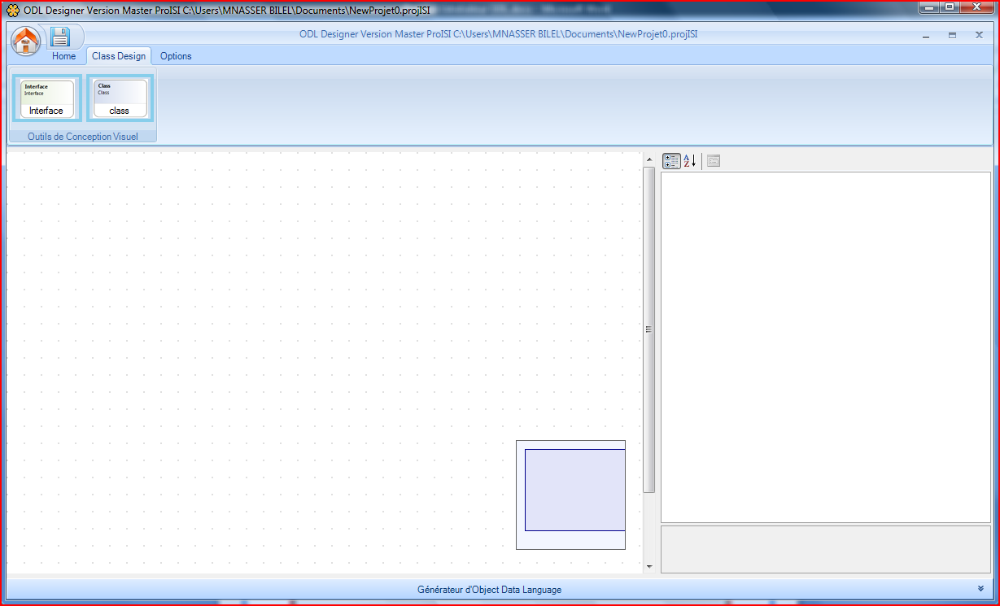 ODL Designer Version Master ProISI C:\Users\MNASSER BILEL\Documents\NewProjet0.projISI
ODL Designer Version Master ProISI C:\Users\MNASSER BILEL\Documents\NewProjet0.projISI
Home Class Design Options
Interface Class
Interface Class
Interface class
Outils de Conception Visuel
A
Z
Générateur d'Object Data Language